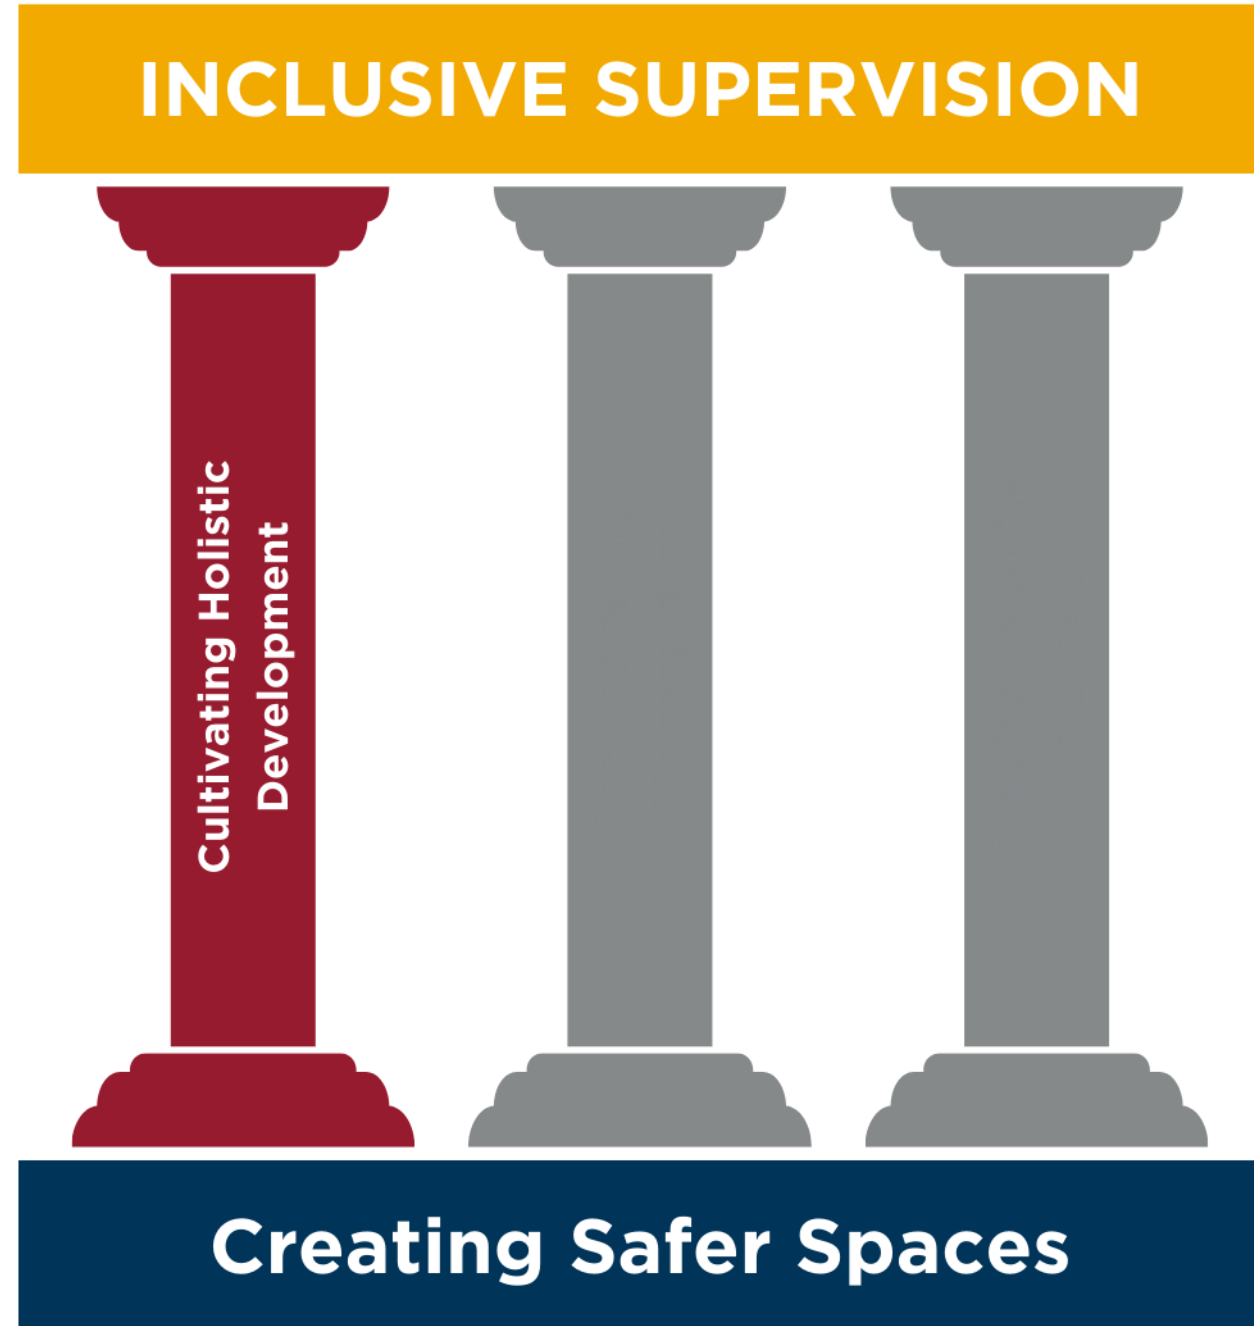 INCLUSIVE SUPERVISION
Cultivating Holistic
Development
Creating Safer Spaces